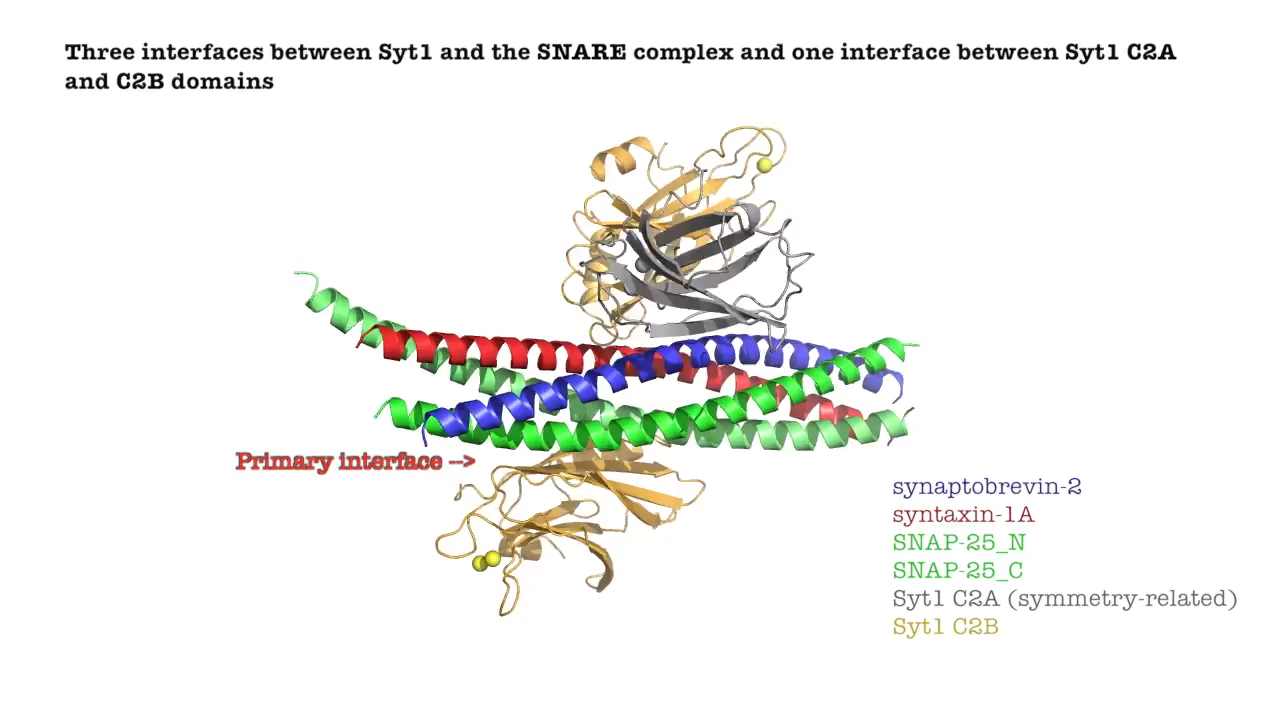 Three interfaces between Syt1 and the SNARE complex and one interface between Syt1 C2A
and C2B domains
Primary interface -->
synaptobrevin-2
syntaxin-1A
SNAP-25_N
SNAP-25_C
Syt1 C2A (symmetry-related)
Syt1 C2B